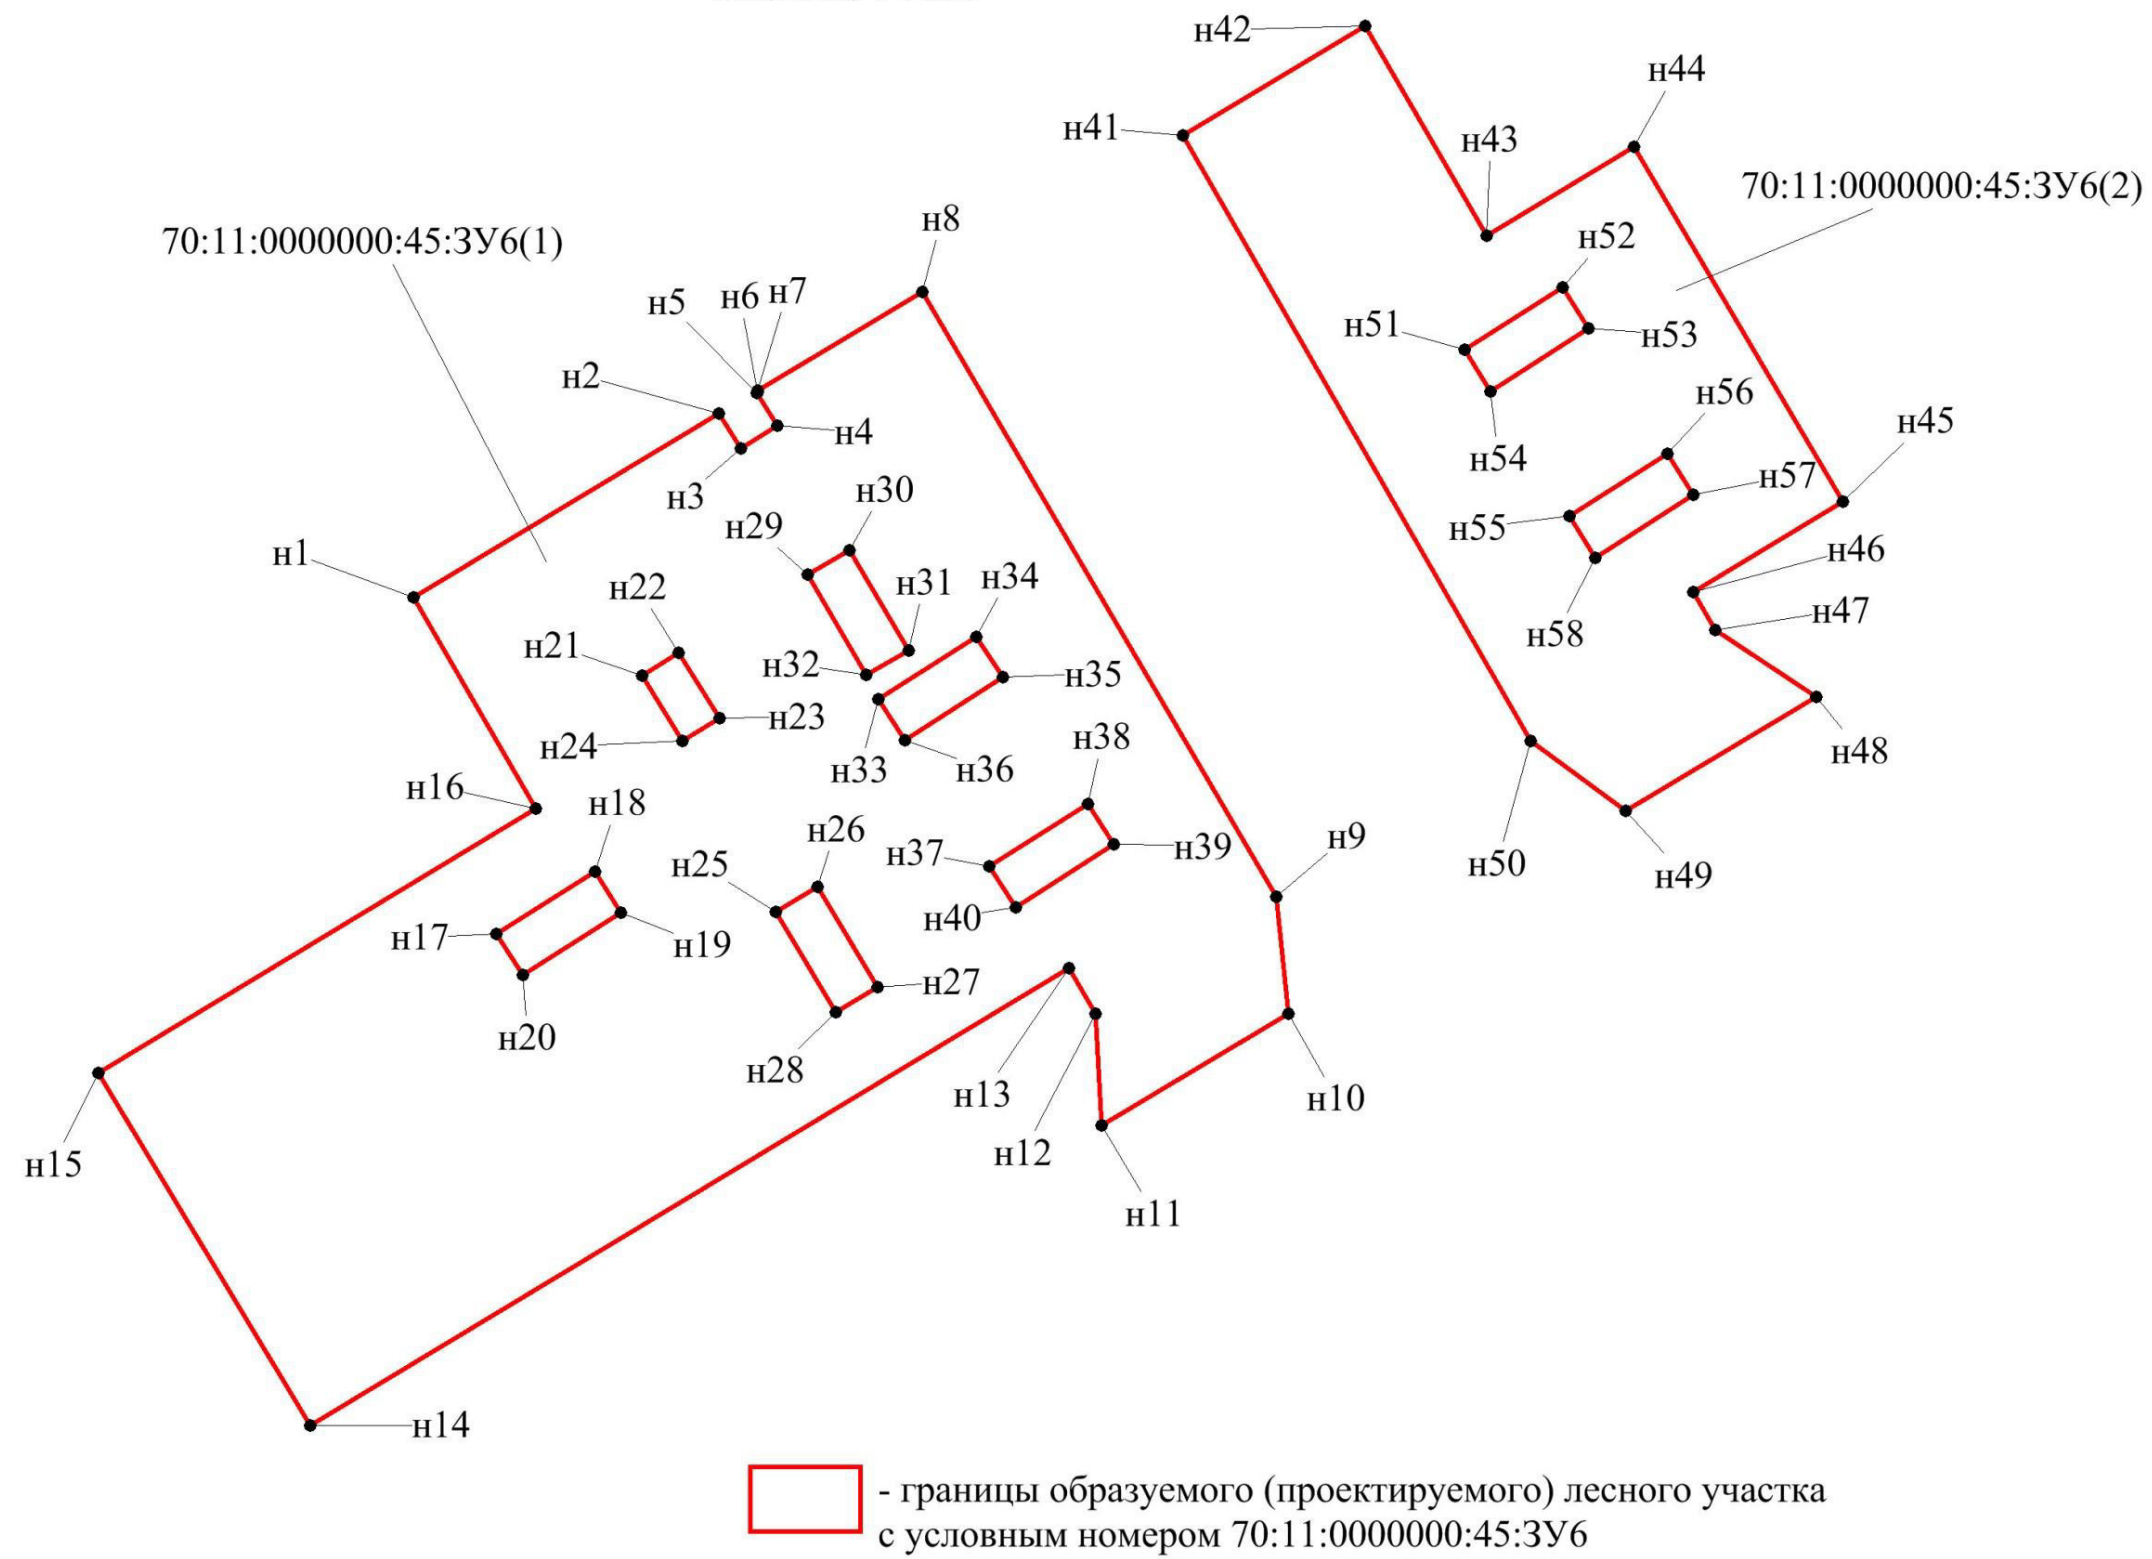 н42
н44
н41
н43
70:11:0000000:45:ЗУ6(2)
н8
70:11:0000000:45:ЗУ6(1)
н52
н5
н6
н7
н51
н53
н2
н56
н4
н45
н54
н3
н30
н57
н29
н55
н1
н46
н31
н34
н22
н47
н58
н21
н32
н35
н23
н24
н38
н48
н33
н36
н16
н18
н26
н9
н37
н39
н25
н50
н49
н40
н17
н19
н27
н20
н28
н13
н10
н12
н15
н11
н14
- границы образуемого (проектируемого) лесного участка
с условным номером 70:11:0000000:45:ЗУ6